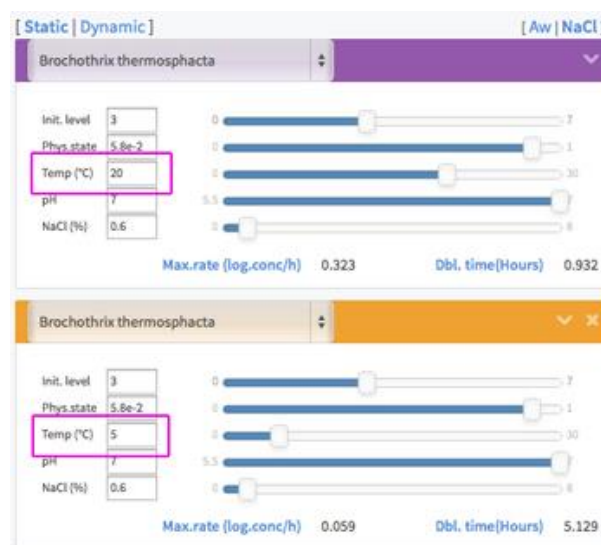 [ Static | Dynamic ] [ Aw | NaCl ]
Brochothrix thermosphacta
Init. level 3 0 7
Phys.state 5.8e-2 0 1
Temp (°C) 20 0 30
pH 7 5.5 7
NaCl (%) 0.6 0 8
Max.rate (log.conc/h) 0.323 Dbl. time(Hours) 0.932
Brochothrix thermosphacta
Init. level 3 0 7
Phys.state 5.8e-2 0 1
Temp (°C) 5 0 30
pH 7 5.5 7
NaCl (%) 0.6 0 8
Max.rate (log.conc/h) 0.059 Dbl. time(Hours) 5.129